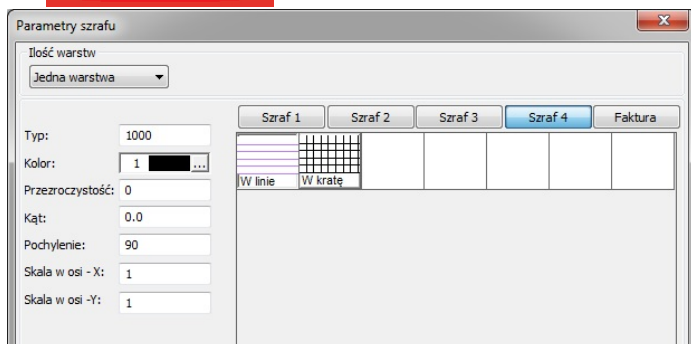 Parametry szrafu
Ilość warstw
Jedna warstwa
Szraf 1 Szraf 2 Szraf 3 Szraf 4 Faktura
Typ: 1000
Kolor: 1 ...
Przezroczystość: 0
Kąt: 0.0
Pochylenie: 90
Skala w osi - X: 1
Skala w osi -Y: 1
W linie W kratę